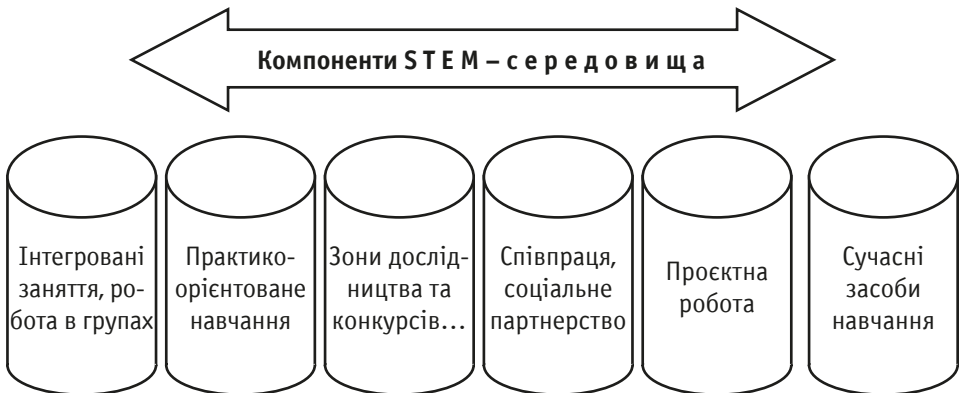 Компоненти S T E M – с е р е д о в и щ а
Інтегровані
заняття, ро-
бота в групах
Практико-
орієнтоване
навчання
Зони дослід-
ництва та
конкурсів...
Співпраця,
соціальне
партнерство
Проєктна
робота
Сучасні
засоби
навчання